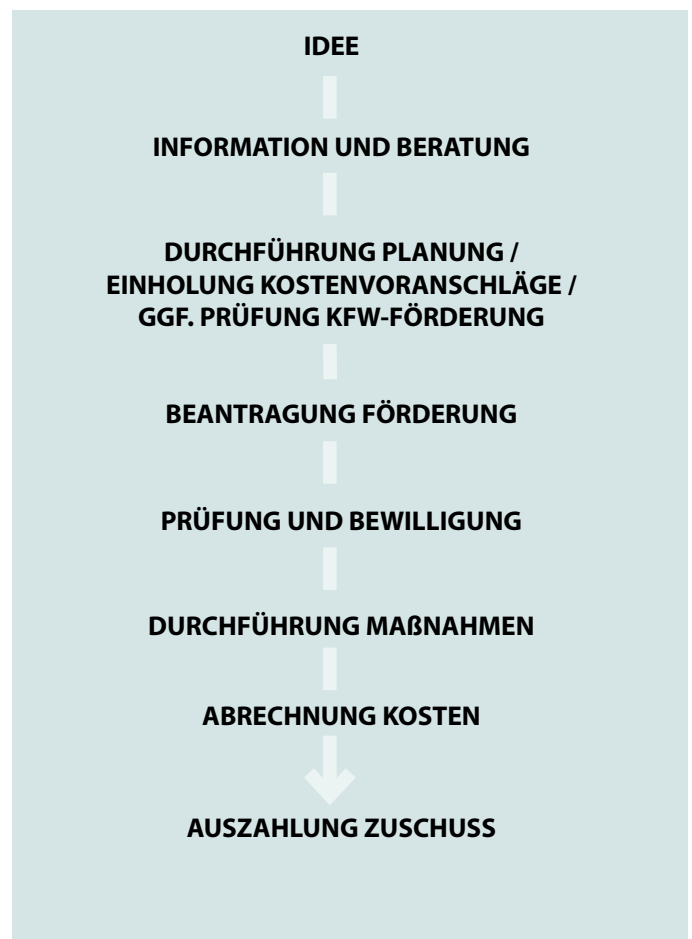 IDEE
INFORMATION UND BERATUNG
DURCHFÜHRUNG PLANUNG /
EINHOLUNG KOSTENVORANSCHLÄGE /
GGF. PRÜFUNG KFW-FÖRDERUNG
BEANTRAGUNG FÖRDERUNG
PRÜFUNG UND BEWILLIGUNG
DURCHFÜHRUNG MAßNAHMEN
ABRECHNUNG KOSTEN
AUSZAHLUNG ZUSCHUSS